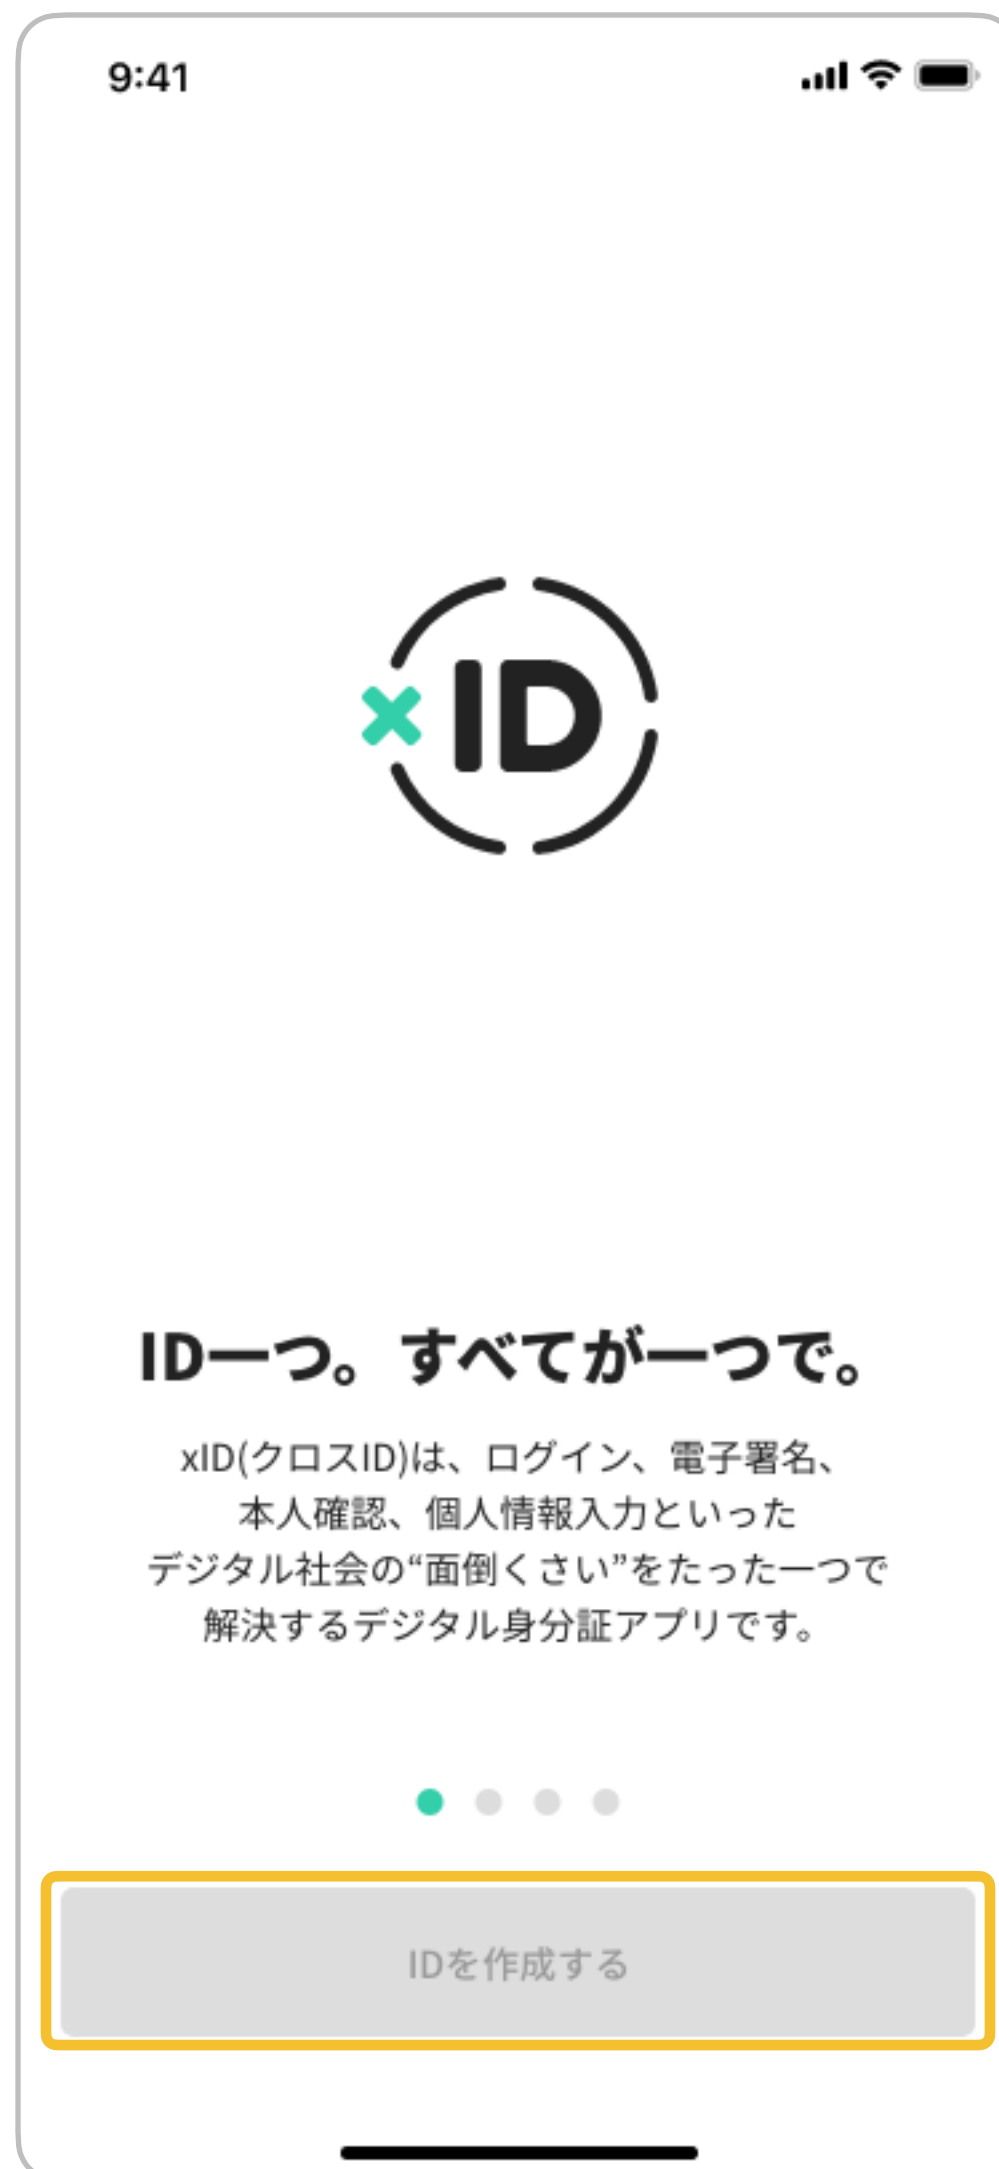 9:41
×ID
ID一つ。すべてが一つで。
xID(クロスID)は、ログイン、電子署名、
本人確認、個人情報入力といった
デジタル社会の“面倒くさい”をたった一つで
解決するデジタル身分証アプリです。
IDを作成する